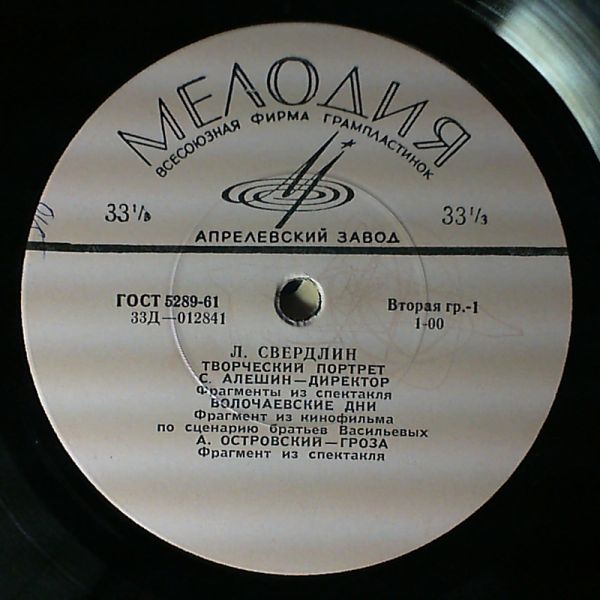 МЕЛОДИЯ
ВСЕСОЮЗНАЯ ФИРМА ГРАМПЛАСТИНОК
33⅓ 33⅓
АПРЕЛЕВСКИЙ ЗАВОД
ГОСТ 5289-61 Вторая гр.-1
33Д—012841 1-00
Л. СВЕРДЛИН
ТВОРЧЕСКИЙ ПОРТРЕТ
С. АЛЕШИН—ДИРЕКТОР
Фрагменты из спектакля
ВОЛОЧАЕВСКИЕ ДНИ
Фрагмент из кинофильма
по сценарию братьев Васильевых
А. ОСТРОВСКИЙ—ГРОЗА
Фрагмент из спектакля